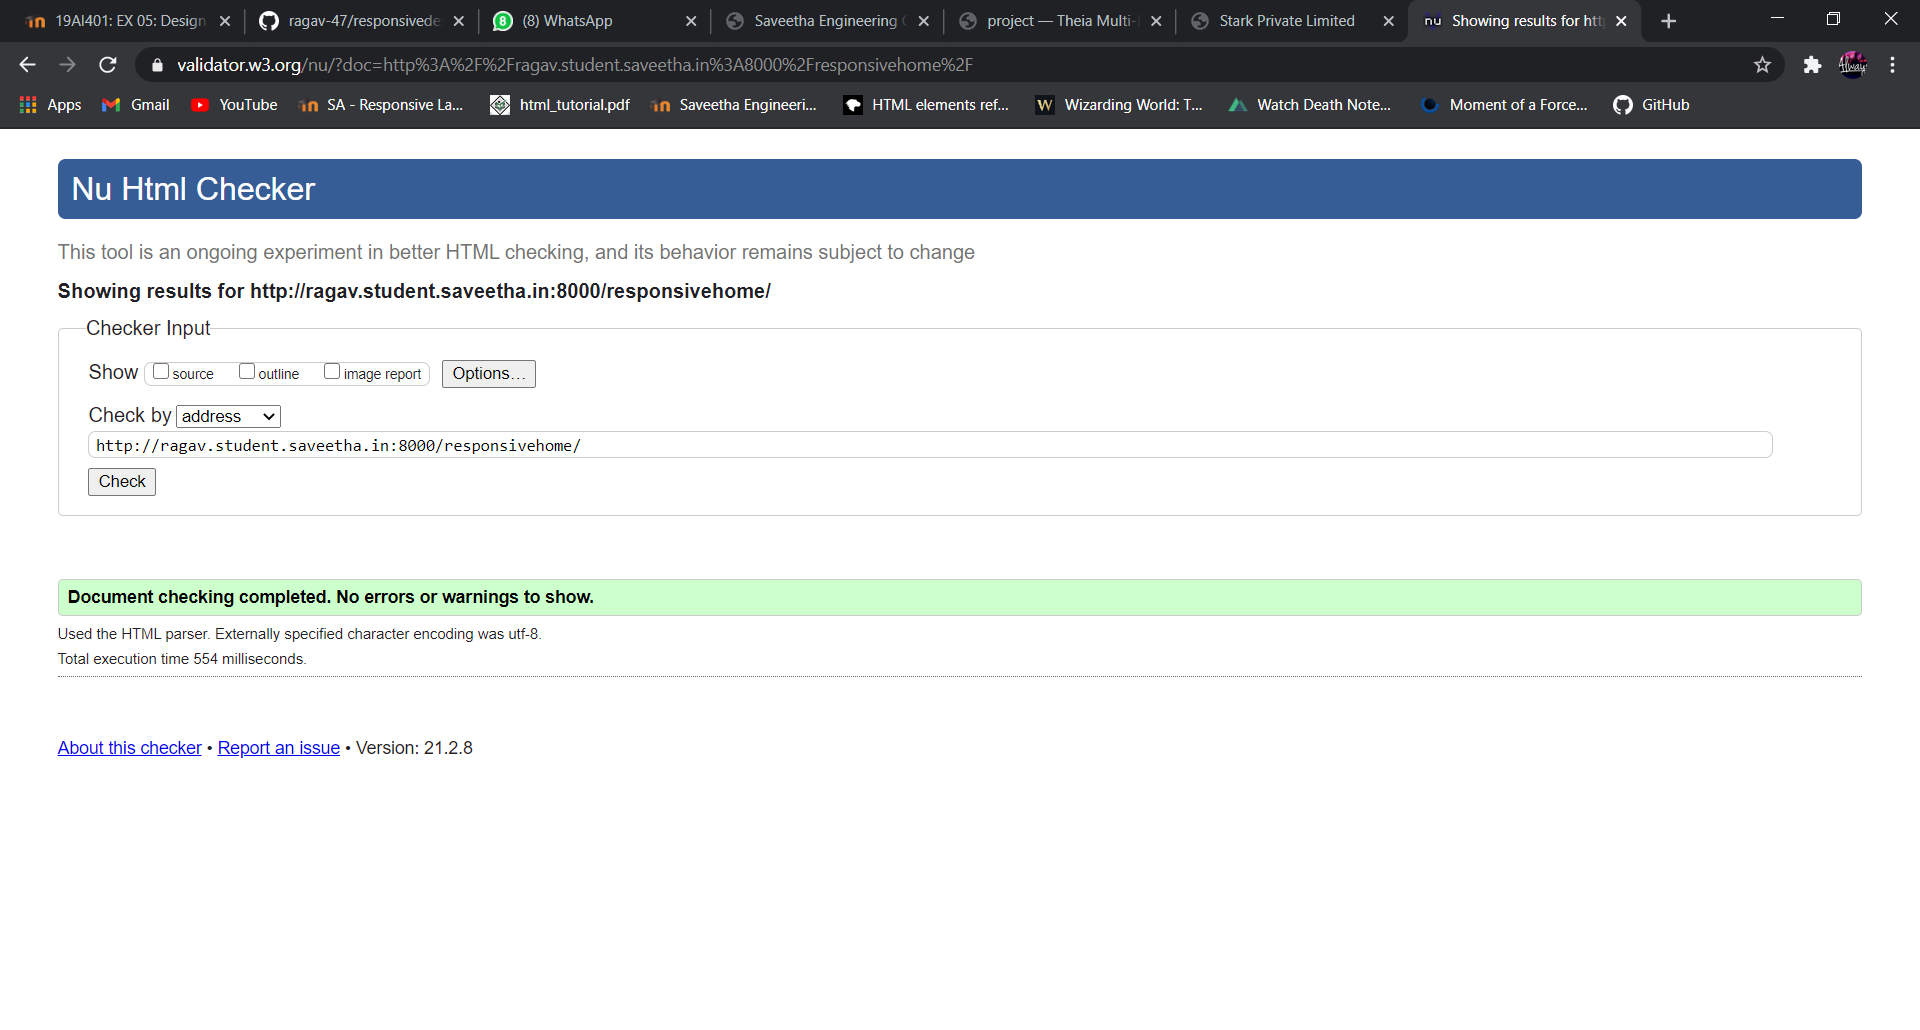 19AI401: EX 05: Design
ragav-47/responsivede
(8) WhatsApp
Saveetha Engineering C
project — Theia Multi-
Stark Private Limited
nu Showing results for htt
validator.w3.org/nu/?doc=http%3A%2F%2Fragav.student.saveetha.in%3A8000%2Fresponsivehome%2F
Apps
Gmail
YouTube
SA - Responsive La...
html_tutorial.pdf
Saveetha Engineeri...
HTML elements ref...
W Wizarding World: T...
Watch Death Note...
Moment of a Force...
GitHub
Nu Html Checker
This tool is an ongoing experiment in better HTML checking, and its behavior remains subject to change
Showing results for http://ragav.student.saveetha.in:8000/responsivehome/
Checker Input
Show source outline image report Options...
Check by address
http://ragav.student.saveetha.in:8000/responsivehome/
Check
Document checking completed. No errors or warnings to show.
Used the HTML parser. Externally specified character encoding was utf-8.
Total execution time 554 milliseconds.
About this checker • Report an issue • Version: 21.2.8